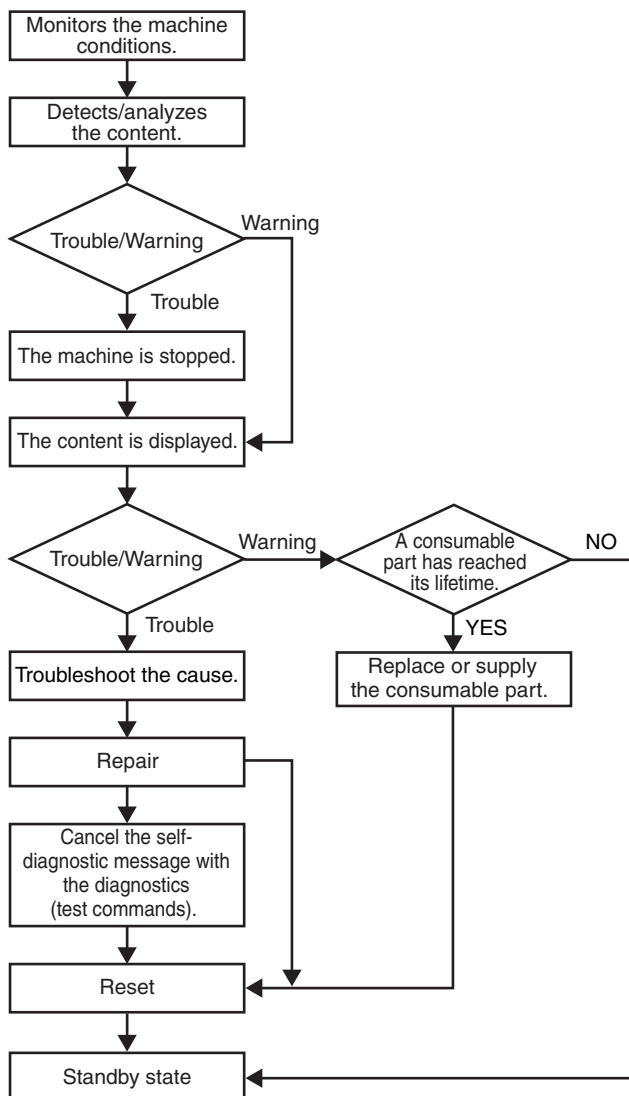 Monitors the machine
conditions.
Detects/analyzes
the content.
Trouble/Warning
Warning
Trouble
The machine is stopped.
The content is displayed.
Trouble/Warning
Warning
A consumable
part has reached
its lifetime.
NO
Trouble
YES
Troubleshoot the cause.
Replace or supply
the consumable part.
Repair
Cancel the self-
diagnostic message with
the diagnostics
(test commands).
Reset
Standby state